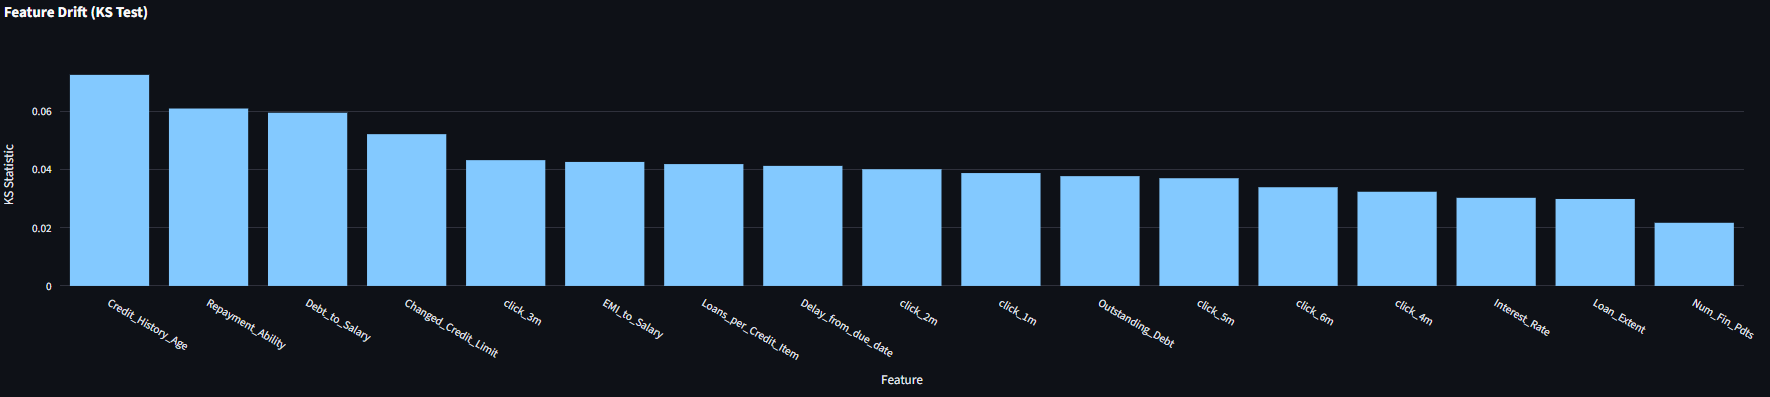 Feature Drift (KS Test)
KS Statistic
0.06
0.04
0.02
0
Credit_History_Age
Repayment_Ability
Debt_to_Salary
Changed_Credit_Limit
click_3m
EMI_to_Salary
Loans_per_Credit_Item
Delay_from_due_date
click_2m
click_1m
Outstanding_Debt
click_5m
click_6m
click_4m
Interest_Rate
Loan_Extent
Num_Fin_Pdts
Feature